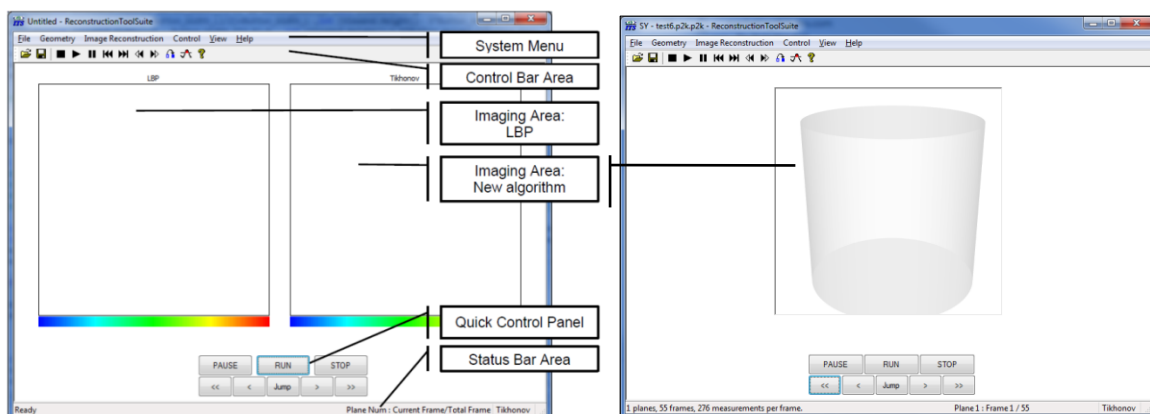 Untitled - ReconstructionToolSuite
File Geometry Image Reconstruction Control View Help
LBP
Tikhonov
PAUSE RUN STOP
<< < Jump > >>
Ready
Plane Num : Current Frame/Total Frame Tikhonov
System Menu
Control Bar Area
Imaging Area:
LBP
Imaging Area:
New algorithm
Quick Control Panel
Status Bar Area
SY - test6.p2k.p2k - ReconstructionToolSuite
File Geometry Image Reconstruction Control View Help
PAUSE RUN STOP
<< < Jump > >>
1 planes, 55 frames, 276 measurements per frame.
Plane 1 : Frame 1 / 55 Tikhonov